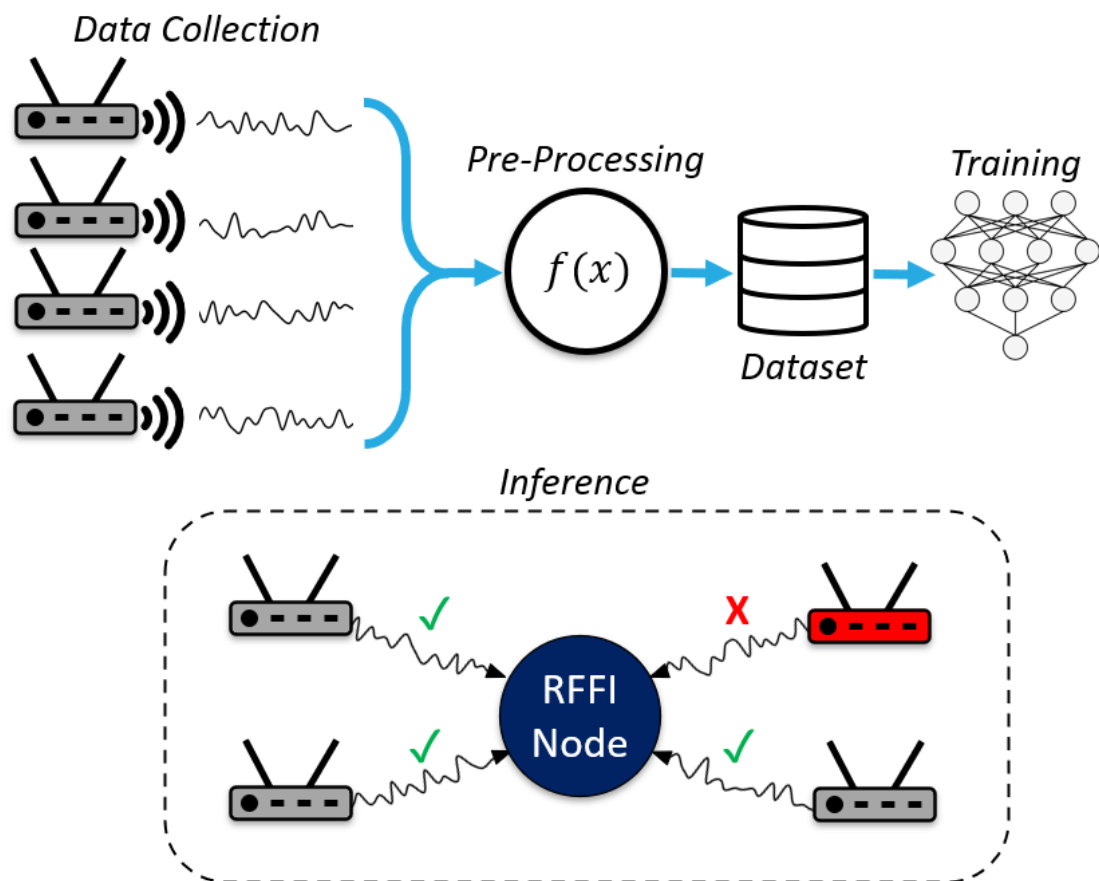 Data Collection
Pre-Processing
Training
f(x)
Dataset
Inference
✓
X
RFFI
Node
✓
✓